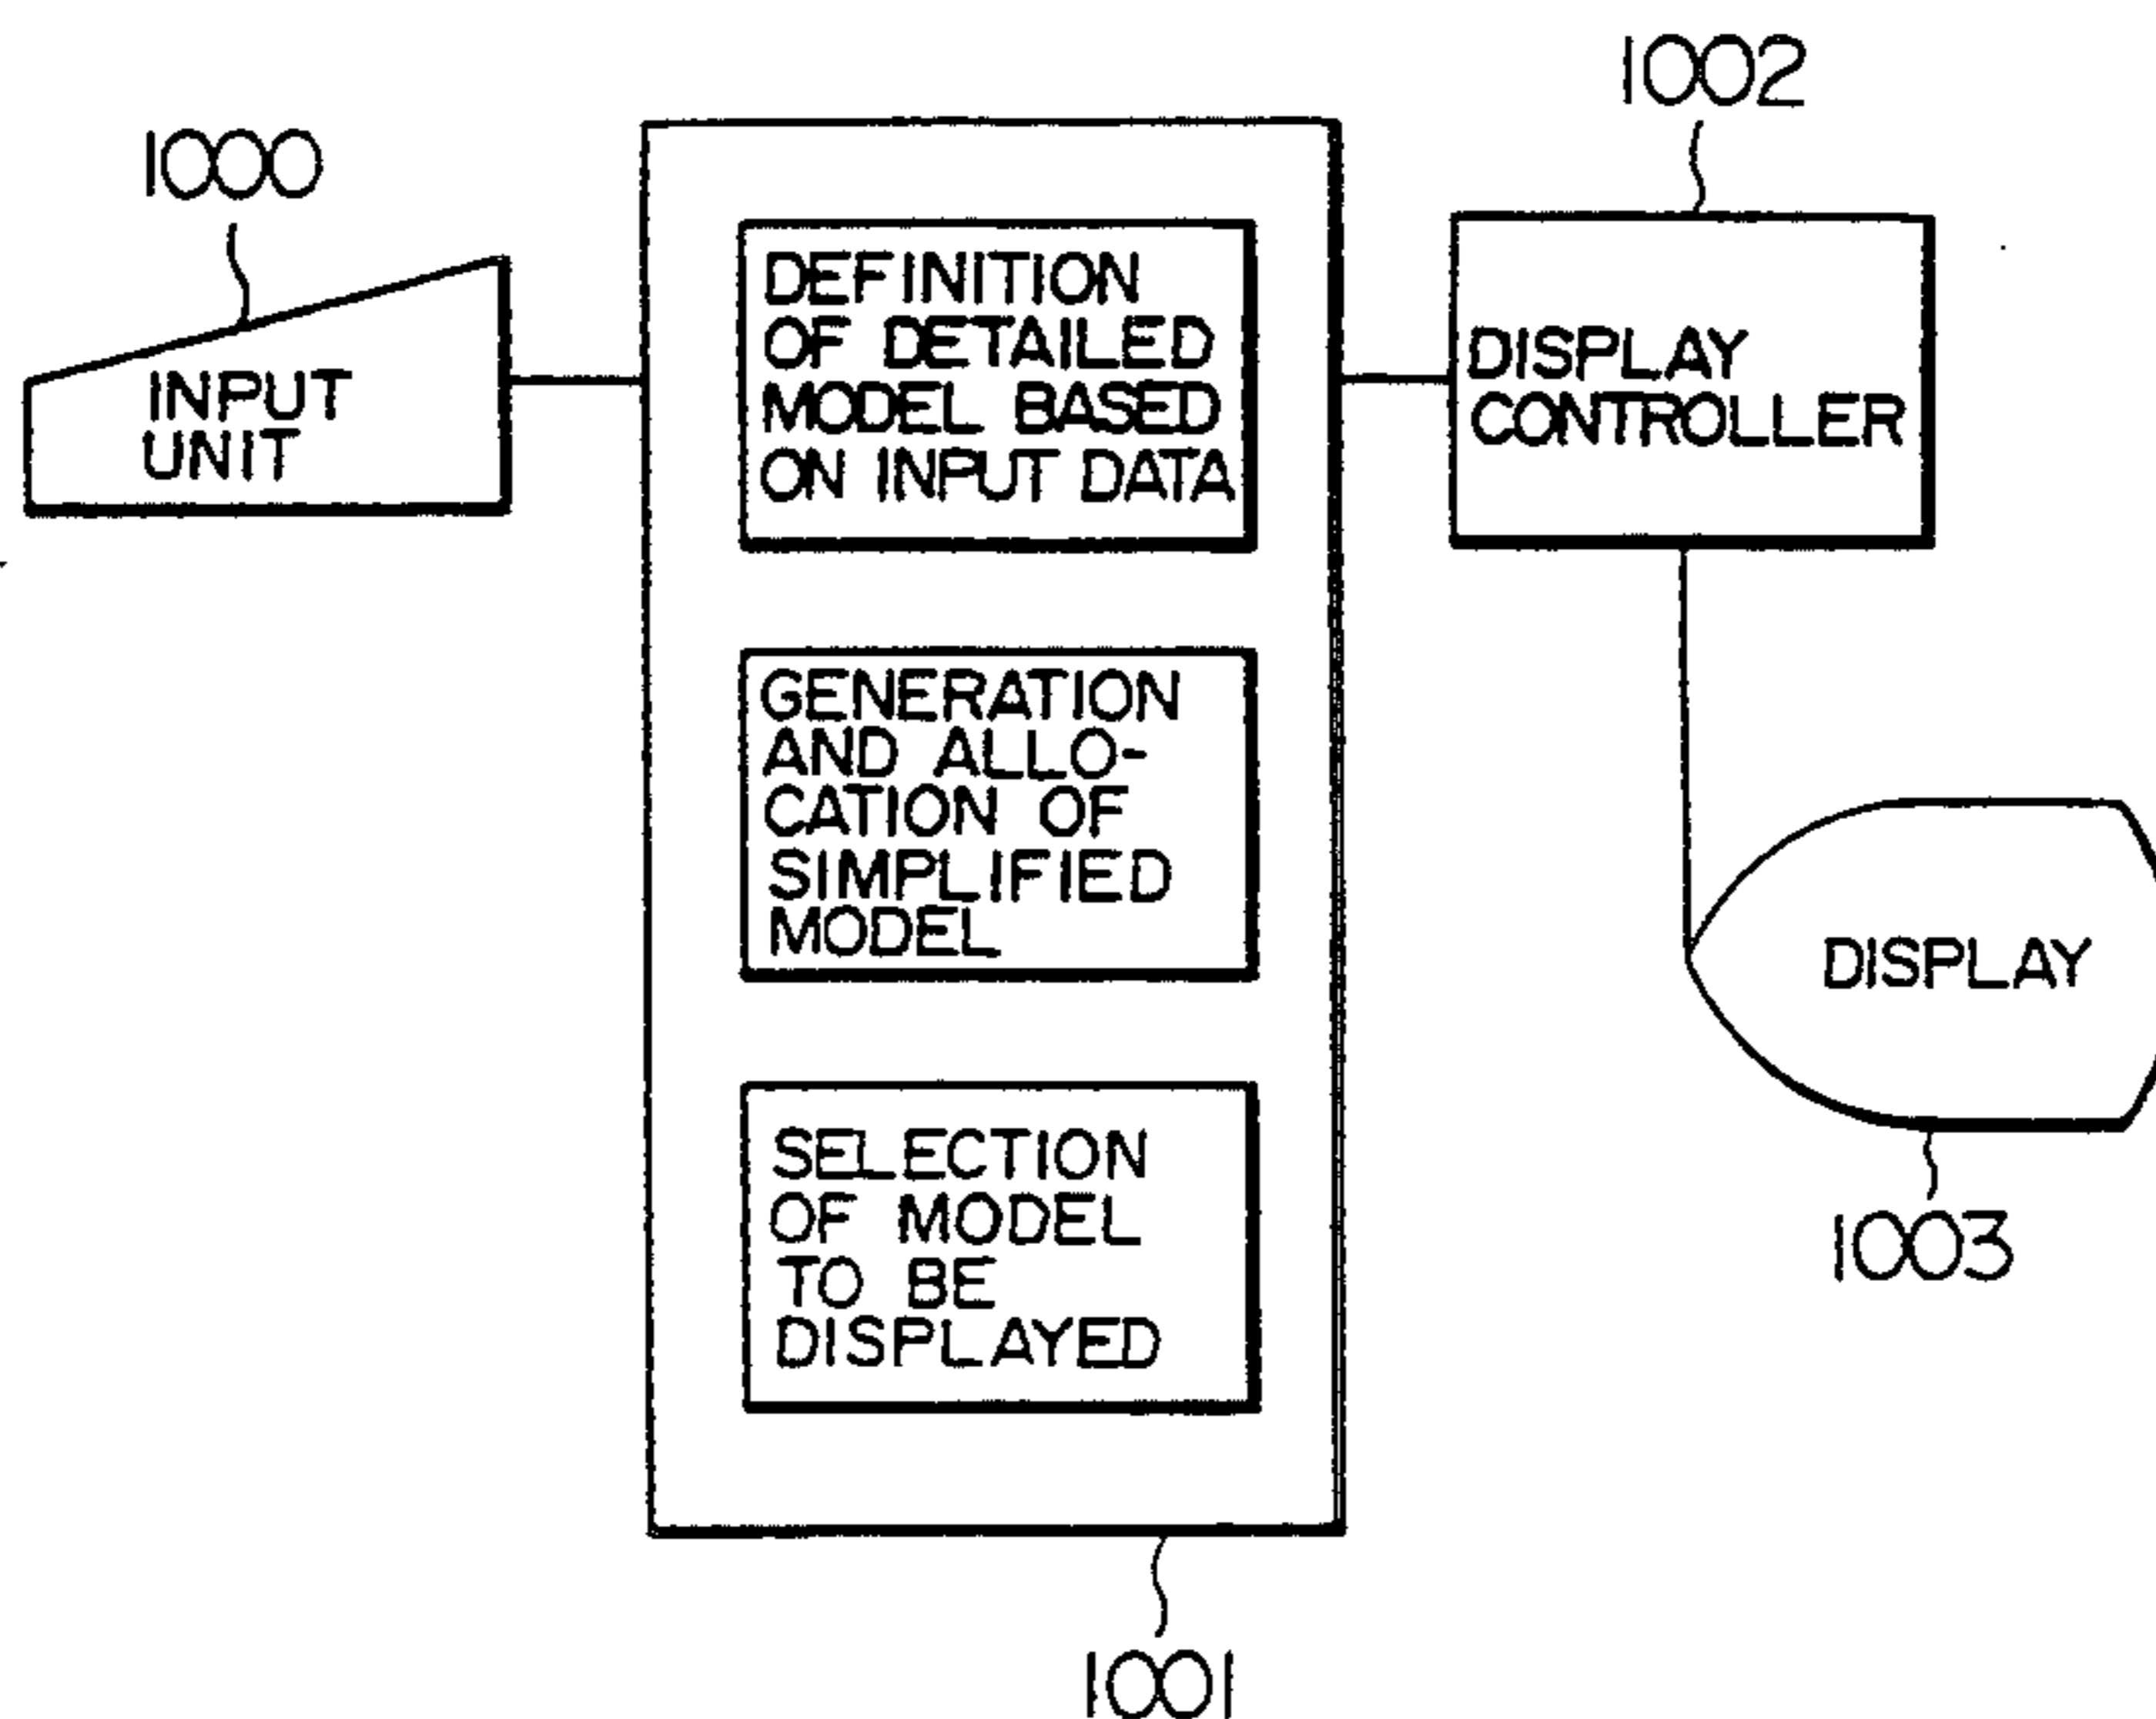 1002
1000
DEFINITION
OF DETAILED
MODEL BASED
ON INPUT DATA
INPUT
UNIT
DISPLAY
CONTROLLER
GENERATION
AND ALLO-
CATION OF
SIMPLIFIED
MODEL
DISPLAY
SELECTION
OF MODEL
TO BE
DISPLAYED
1003
1001